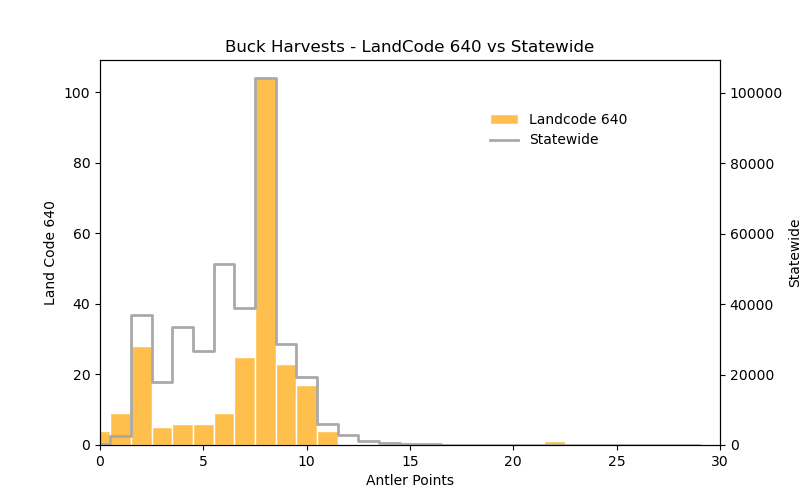 Buck Harvests - LandCode 640 vs Statewide
100
80
60
40
20
0
Land Code 640
Landcode 640
Statewide
100000
80000
60000
40000
20000
0
Statewide
0 5 10 15 20 25 30
Antler Points